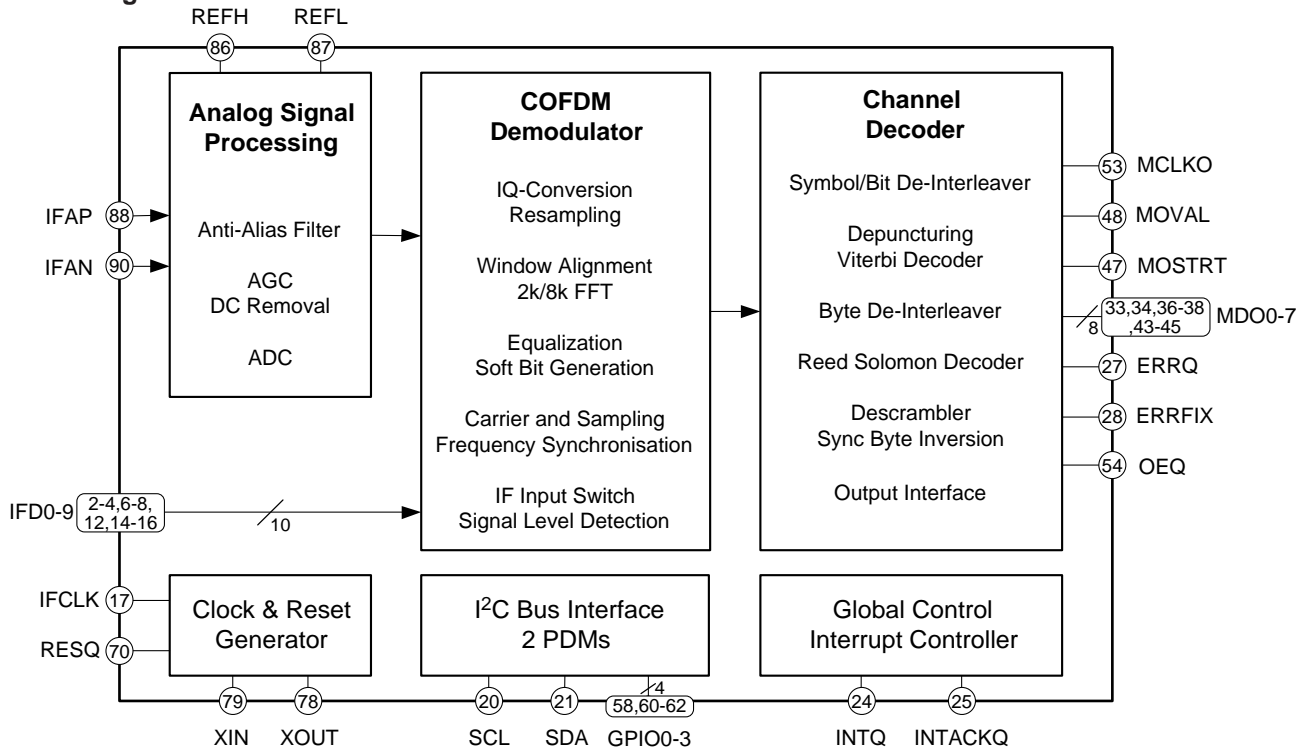 REFH REFL
86 87
Analog Signal
Processing
Anti-Alias Filter
AGC
DC Removal
ADC
COFDM
Demodulator
IQ-Conversion
Resampling
Window Alignment
2k/8k FFT
Equalization
Soft Bit Generation
Carrier and Sampling
Frequency Synchronisation
IF Input Switch
Signal Level Detection
Channel
Decoder
Symbol/Bit De-Interleaver
Depuncturing
Viterbi Decoder
Byte De-Interleaver
Reed Solomon Decoder
Descrambler
Sync Byte Inversion
Output Interface
IFAP 88
IFAN 90
IFD0-9 2-4,6-8,
12,14-16
10
IFCLK 17
RESQ 70
53 MCLKO
48 MOVAL
47 MOSTRT
8 33,34,36-38
,43-45 MDO0-7
27 ERRQ
28 ERRFIX
54 OEQ
Clock & Reset
Generator
I²C Bus Interface
2 PDMs
Global Control
Interrupt Controller
4
79 78 20 21 58,60-62 24 25
XIN XOUT SCL SDA GPIO0-3 INTQ INTACKQ